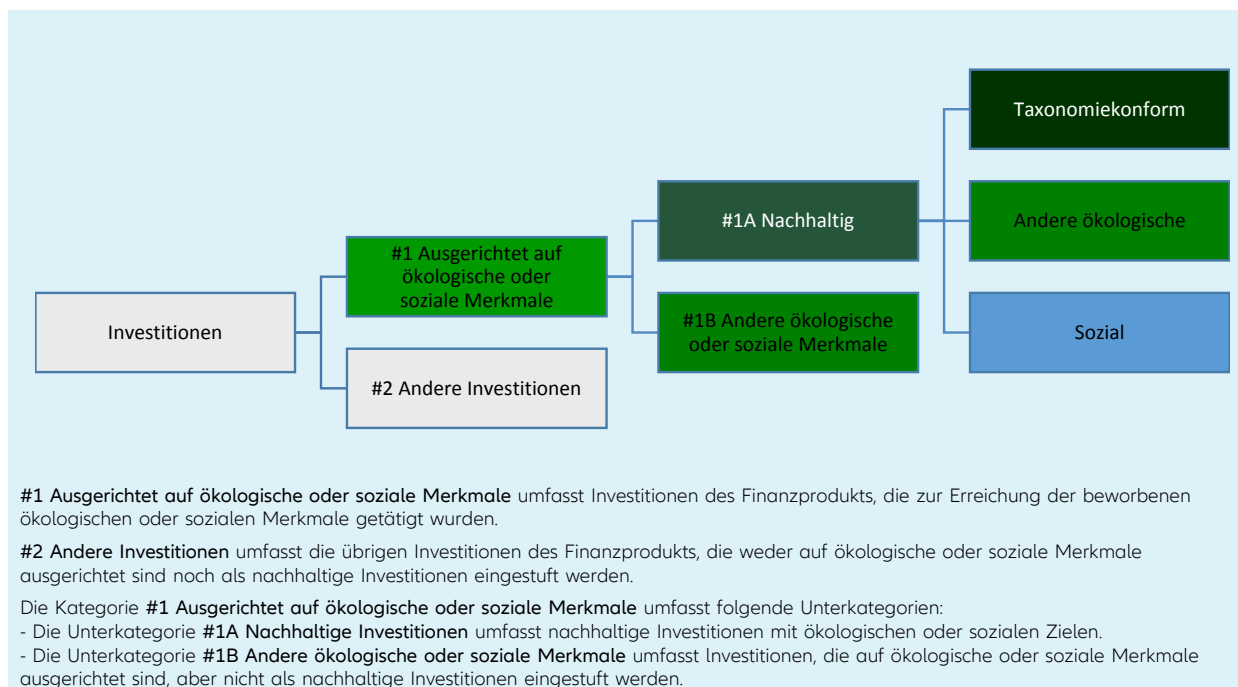 Taxonomiekonform
#1A Nachhaltig
Andere ökologische
#1 Ausgerichtet auf
ökologische oder
soziale Merkmale
Investitionen
#1B Andere ökologische
oder soziale Merkmale
Sozial
#2 Andere Investitionen
#1 Ausgerichtet auf ökologische oder soziale Merkmale umfasst Investitionen des Finanzprodukts, die zur Erreichung der beworbenen
ökologischen oder sozialen Merkmale getätigt wurden.
#2 Andere Investitionen umfasst die übrigen Investitionen des Finanzprodukts, die weder auf ökologische oder soziale Merkmale
ausgerichtet sind noch als nachhaltige Investitionen eingestuft werden.
Die Kategorie #1 Ausgerichtet auf ökologische oder soziale Merkmale umfasst folgende Unterkategorien:
- Die Unterkategorie #1A Nachhaltige Investitionen umfasst nachhaltige Investitionen mit ökologischen oder sozialen Zielen.
- Die Unterkategorie #1B Andere ökologische oder soziale Merkmale umfasst Investitionen, die auf ökologische oder soziale Merkmale
ausgerichtet sind, aber nicht als nachhaltige Investitionen eingestuft werden.